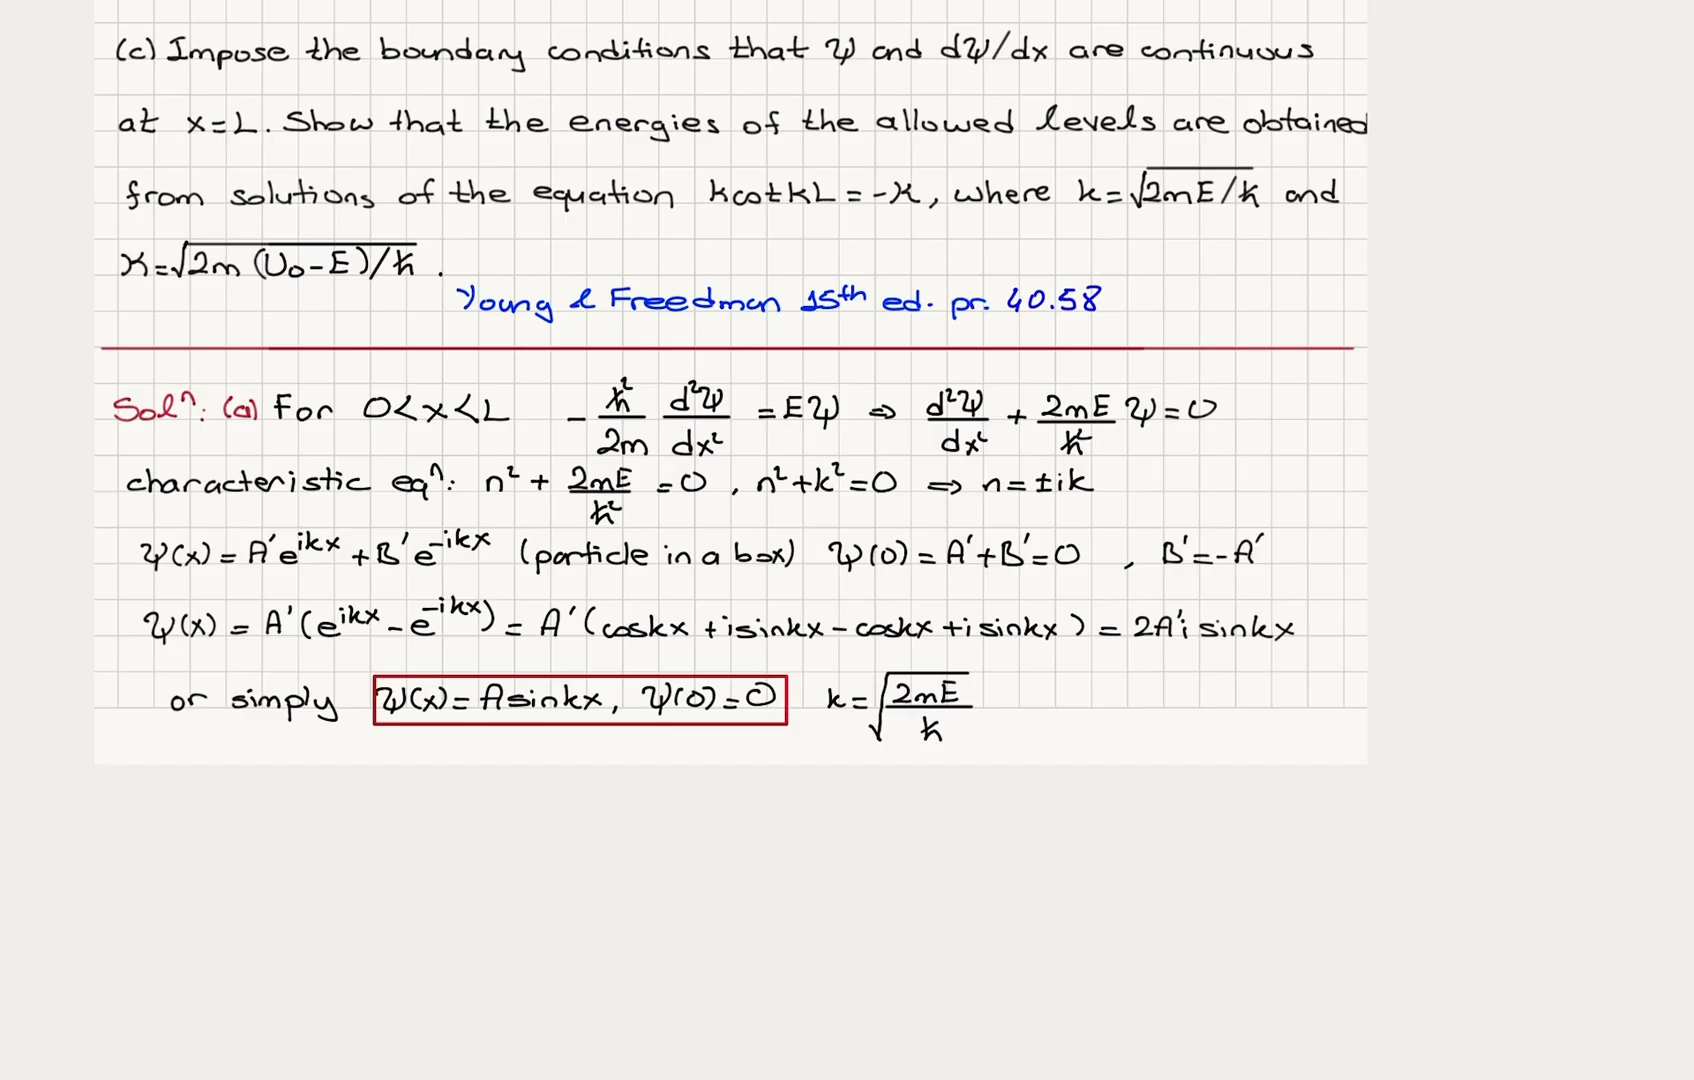 (c) Impose the boundary conditions that ψ and dψ/dx are continuous
at x=L. Show that the energies of the allowed levels are obtained
from solutions of the equation kcotkL = -ϰ, where k=√2mE/ħ and
ϰ=√2m(U₀-E)/ħ .
Young & Freedman 15th ed. pr. 40.58
Solⁿ: (a) For 0<x<L  - ħ²/2m d²ψ/dx² = Eψ ⇒ d²ψ/dx² + 2mE/ħ² ψ=0
characteristic eqⁿ: n² + 2mE/ħ² =0 , n²+k²=0 ⇒ n=±ik
ψ(x) = A′e^ikx + B′e^-ikx (particle in a box) ψ(0) = A′+B′=0 , B′=-A′
ψ(x) = A′(e^ikx - e^-ikx) = A′(coskx + isinkx - coskx + isinkx ) = 2A′i sinkx
or simply ψ(x)= Asinkx, ψ(0)=0  k=√2mE/ħ